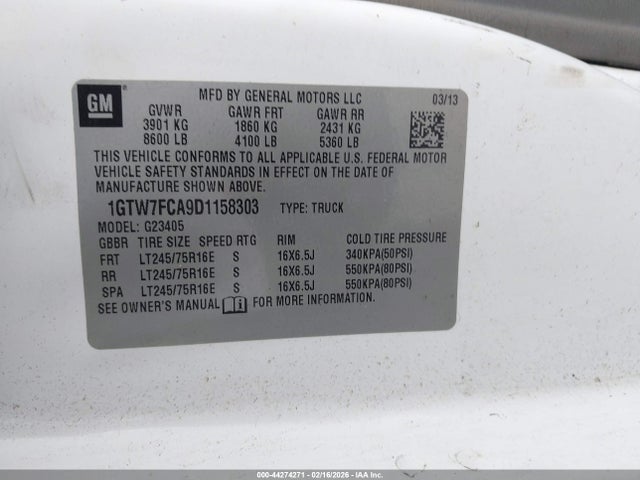 GM
MFD BY GENERAL MOTORS LLC 03/13
GVWR GAWR FRT GAWR RR
3901 KG 1860 KG 2431 KG
8600 LB 4100 LB 5360 LB
THIS VEHICLE CONFORMS TO ALL APPLICABLE U.S. FEDERAL MOTOR
VEHICLE SAFETY STANDARDS IN EFFECT ON THE DATE OF
MANUFACTURE SHOWN ABOVE.
1GTW7FCA9D1158303 TYPE: TRUCK
MODEL: G23405
GBBR TIRE SIZE SPEED RTG RIM COLD TIRE PRESSURE
FRT LT245/75R16E S 16X6.5J 340KPA(50PSI)
RR LT245/75R16E S 16X6.5J 550KPA(80PSI)
SPA LT245/75R16E S 16X6.5J 550KPA(80PSI)
SEE OWNER'S MANUAL FOR MORE INFORMATION.
000-44274271 - 02/16/2026 - IAA Inc.